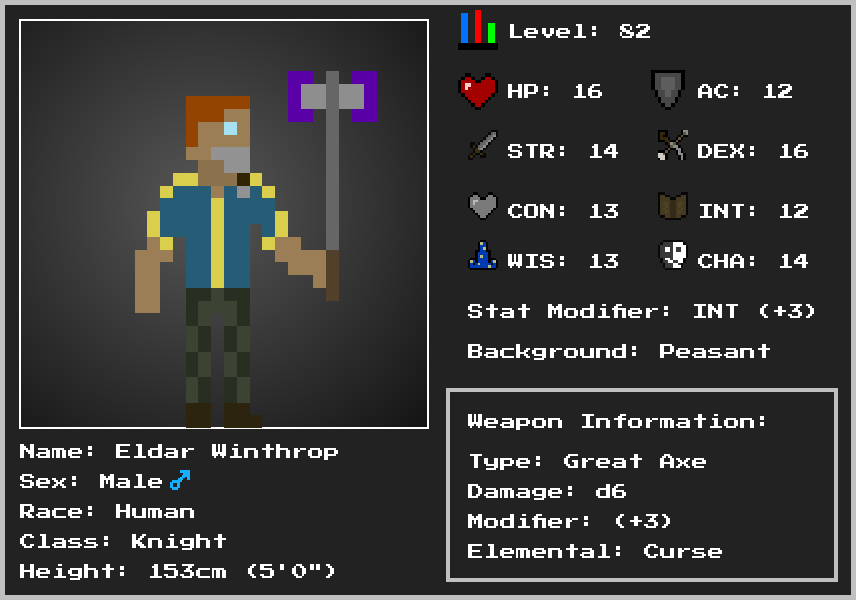 Level: 82
HP: 16
AC: 12
STR: 14
DEX: 16
CON: 13
INT: 12
WIS: 13
CHA: 14
Stat Modifier: INT (+3)
Background: Peasant
Name: Eldar Winthrop
Sex: Male♂
Race: Human
Class: Knight
Height: 153cm (5'0")
Weapon Information:
Type: Great Axe
Damage: d6
Modifier: (+3)
Elemental: Curse